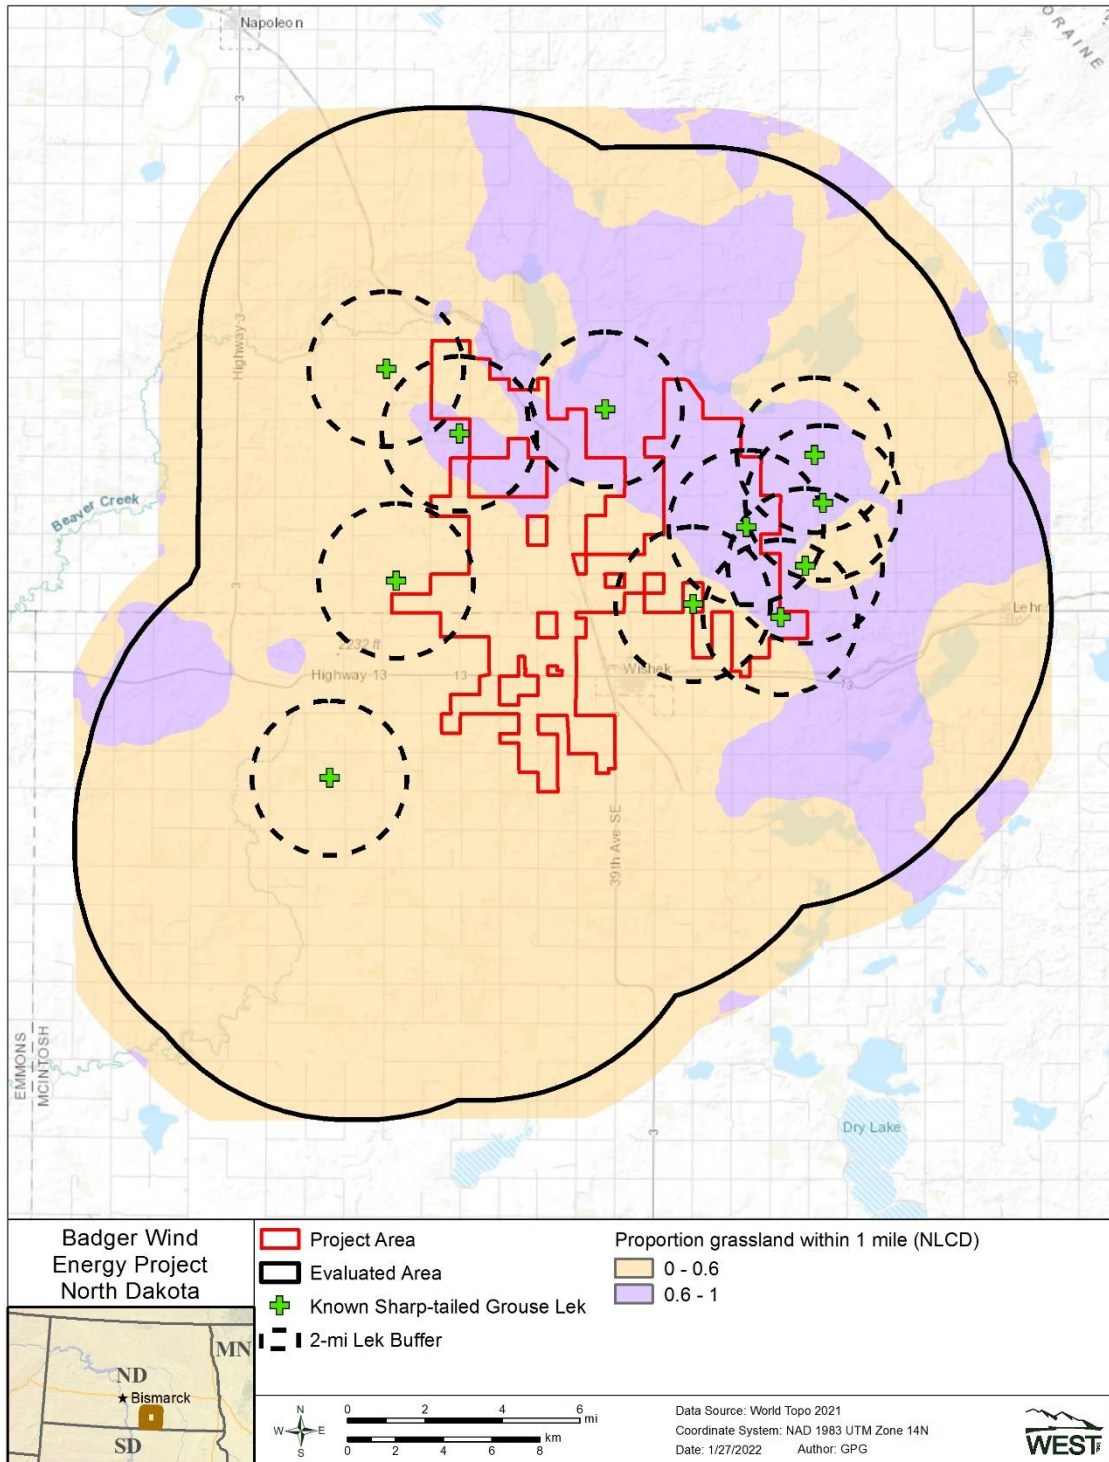 Napoleon
LORAINE
3
Highway 3
30
Beaver Creek
3
Lehr
2232 ft
Highway 13
13
Wishek
13
39th Ave SE
EMMONS
MCINTOSH
3
Dry Lake
Badger Wind
Energy Project
North Dakota
Project Area
Evaluated Area
Known Sharp-tailed Grouse Lek
2-mi Lek Buffer
Proportion grassland within 1 mile (NLCD)
0 - 0.6
0.6 - 1
MN
ND
Bismarck
SD
N
W E
S
0 2 4 6
mi
km
0 2 4 6 8
Data Source: World Topo 2021
Coordinate System: NAD 1983 UTM Zone 14N
Date: 1/27/2022 Author: GPG
WEST